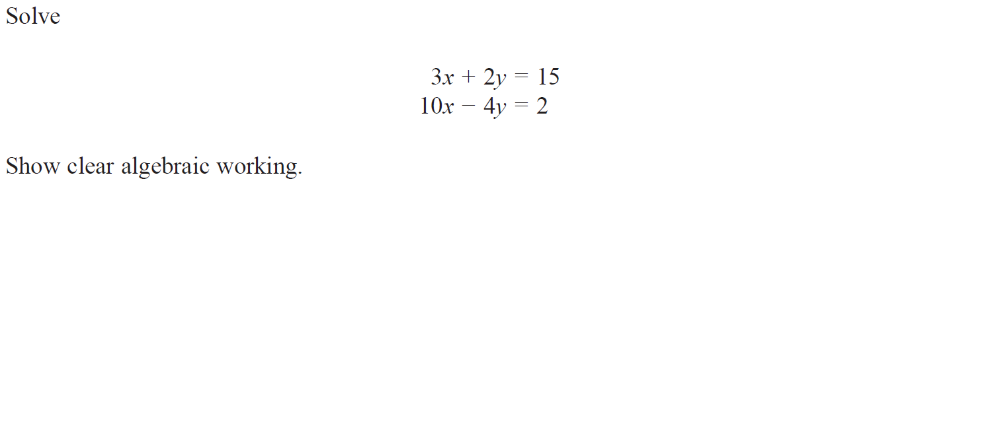 Solve
3x + 2y = 15
10x − 4y = 2
Show clear algebraic working.